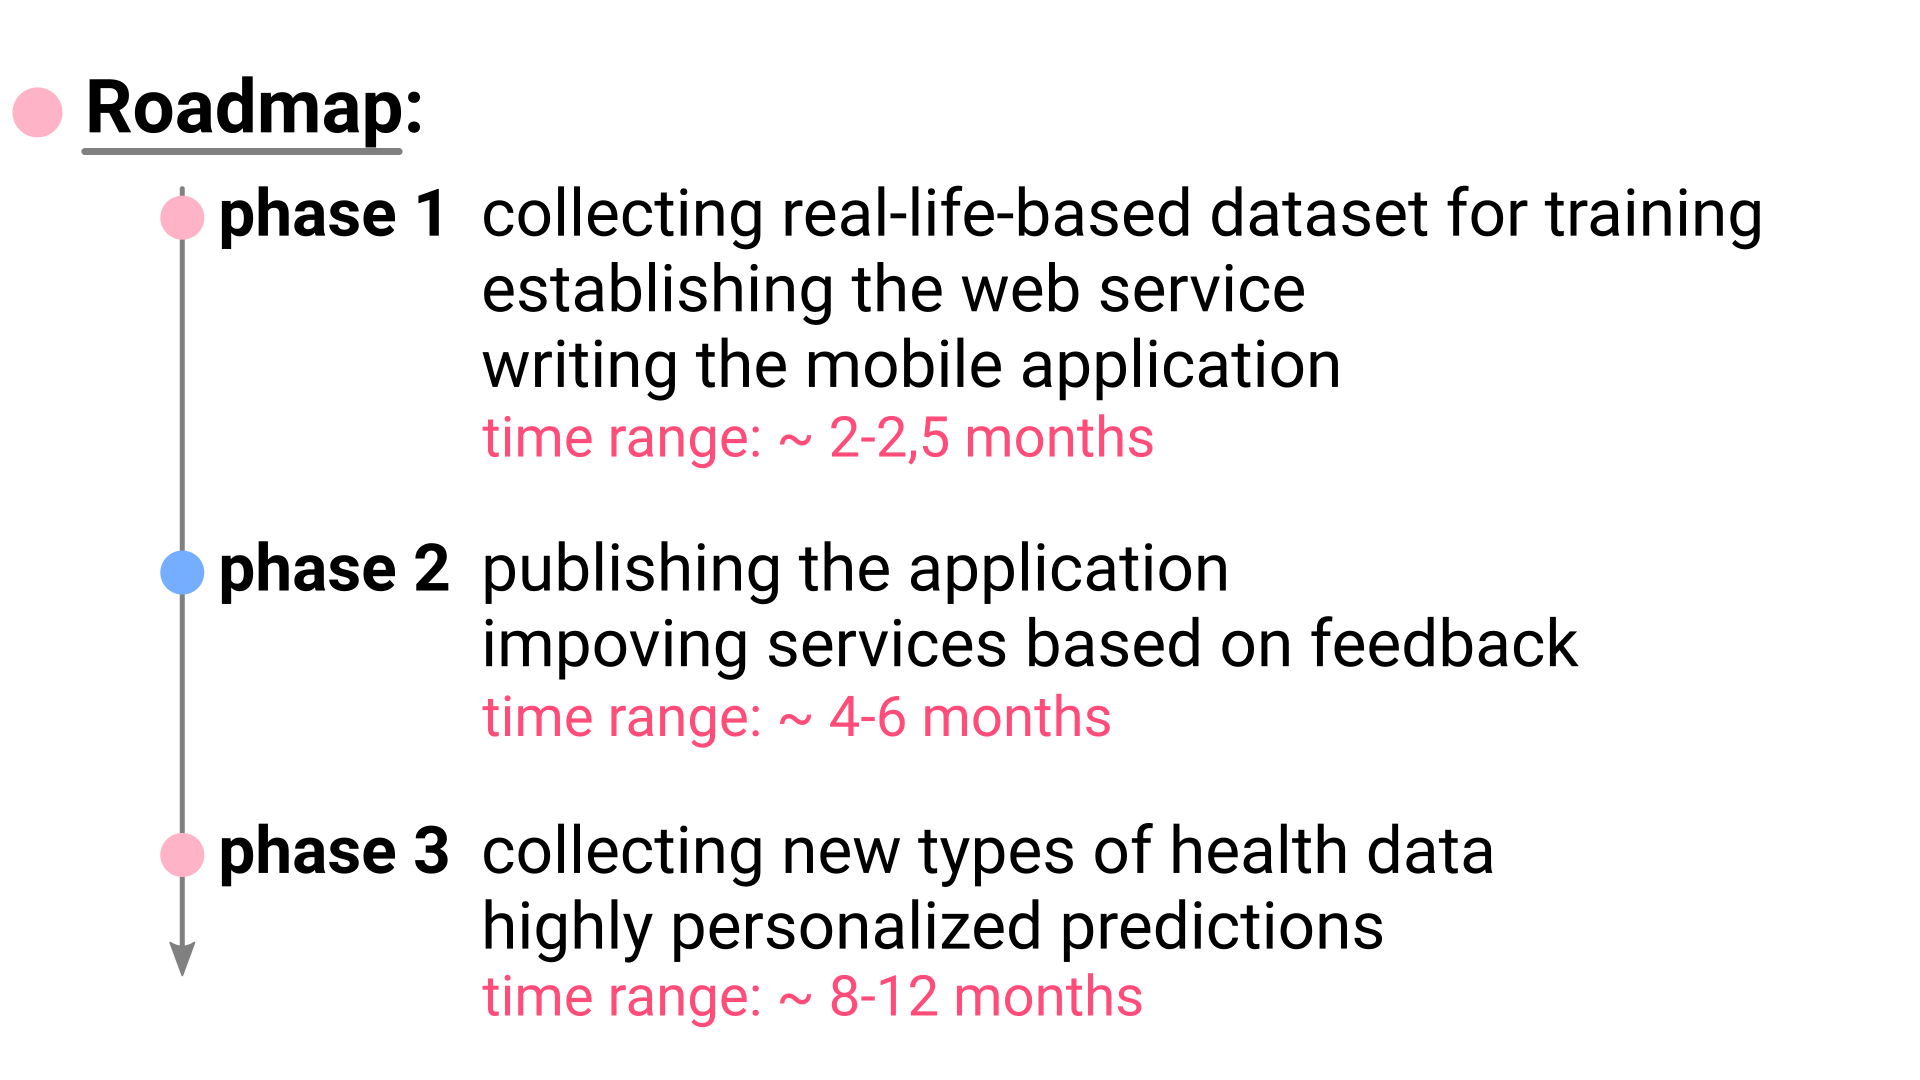 Roadmap:
phase 1 collecting real-life-based dataset for training
establishing the web service
writing the mobile application
time range: ~ 2-2,5 months
phase 2 publishing the application
impoving services based on feedback
time range: ~ 4-6 months
phase 3 collecting new types of health data
highly personalized predictions
time range: ~ 8-12 months